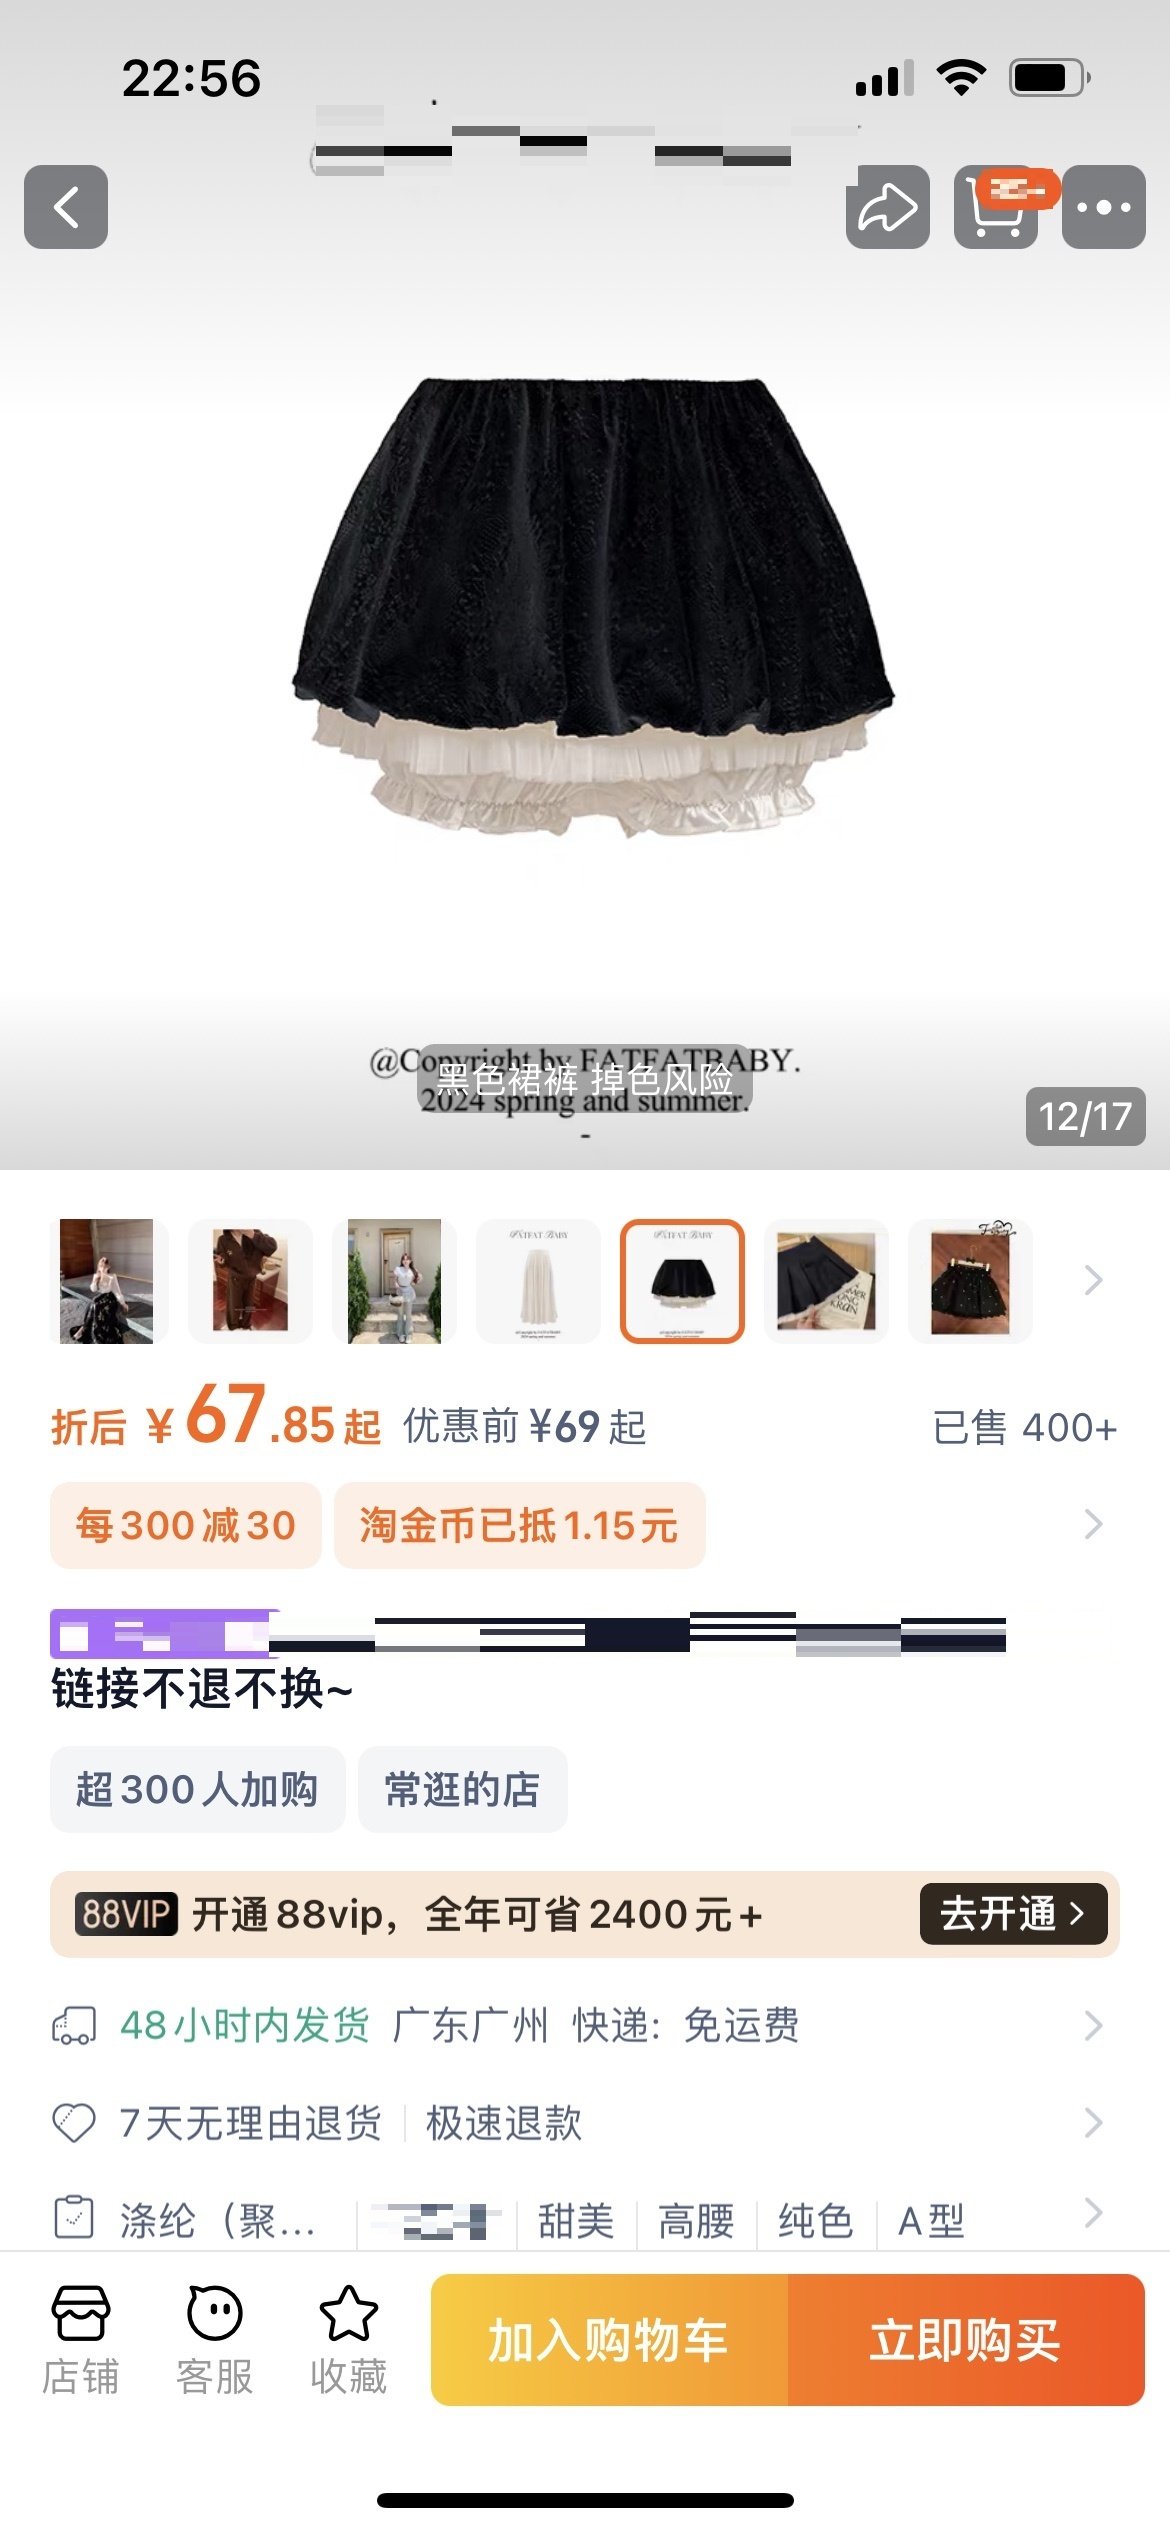 22:56
@Copyright by FATFATBABY.
黑色裙裤 掉色风险
2024 spring and summer.
-
12/17
FATFAT BABY
FATFAT BABY
折后 ¥67.85起 优惠前 ¥69起 已售 400+
每300减30 淘金币已抵1.15元
链接不退不换~
超300人加购 常逛的店
88VIP 开通88vip，全年可省2400元+ 去开通
48小时内发货 广东广州 快递: 免运费
7天无理由退货 极速退款
涤纶（聚... 甜美 高腰 纯色 A型
店铺 客服 收藏 加入购物车 立即购买